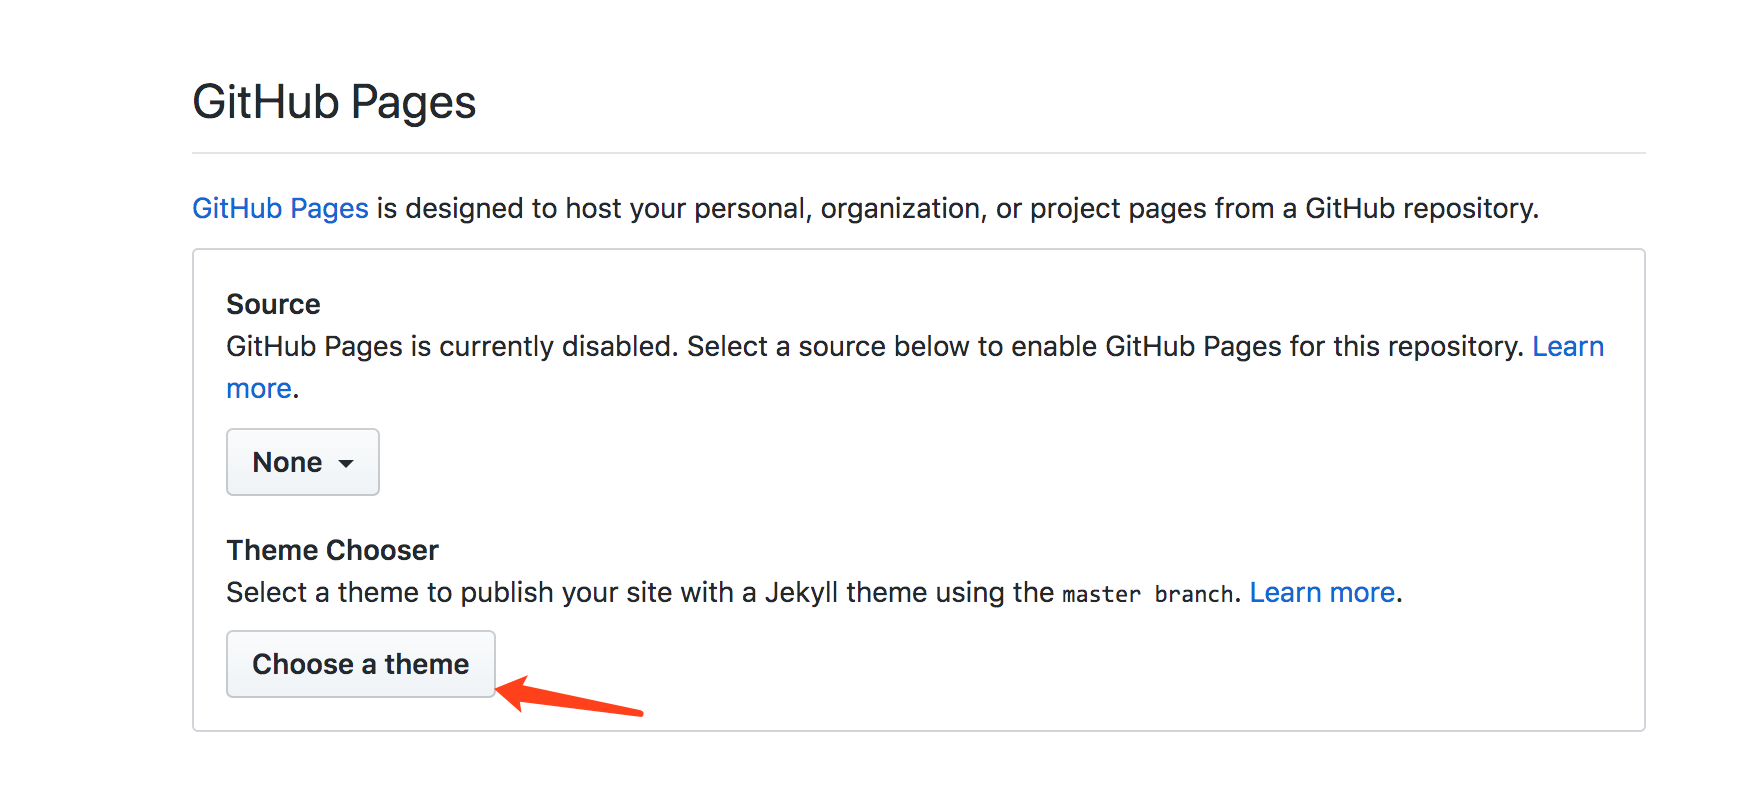 GitHub Pages
GitHub Pages is designed to host your personal, organization, or project pages from a GitHub repository.
Source
GitHub Pages is currently disabled. Select a source below to enable GitHub Pages for this repository. Learn
more.
None
Theme Chooser
Select a theme to publish your site with a Jekyll theme using the master branch. Learn more.
Choose a theme